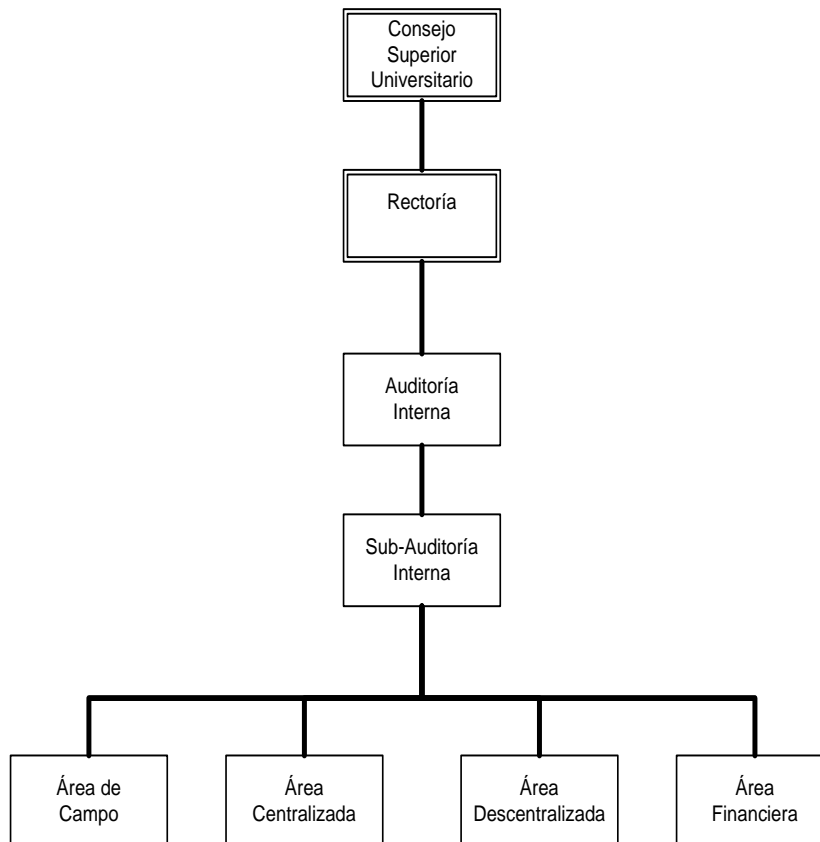 Consejo
Superior
Universitario
Rectoría
Auditoría
Interna
Sub-Auditoría
Interna
Área de
Campo
Área
Centralizada
Área
Descentralizada
Área
Financiera